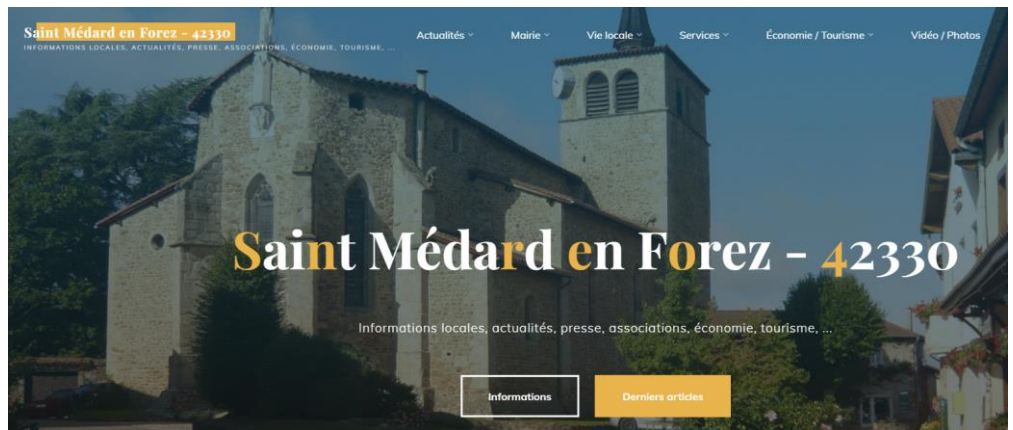 Saint Médard en Forez - 42330
INFORMATIONS LOCALES, ACTUALITÉS, PRESSE, ASSOCIATIONS, ÉCONOMIE, TOURISME, ...
Actualités Mairie Vie locale Services Économie / Tourisme Vidéo / Photos
Saint Médard en Forez - 42330
Informations locales, actualités, presse, associations, économie, tourisme, ...
Informations Derniers articles